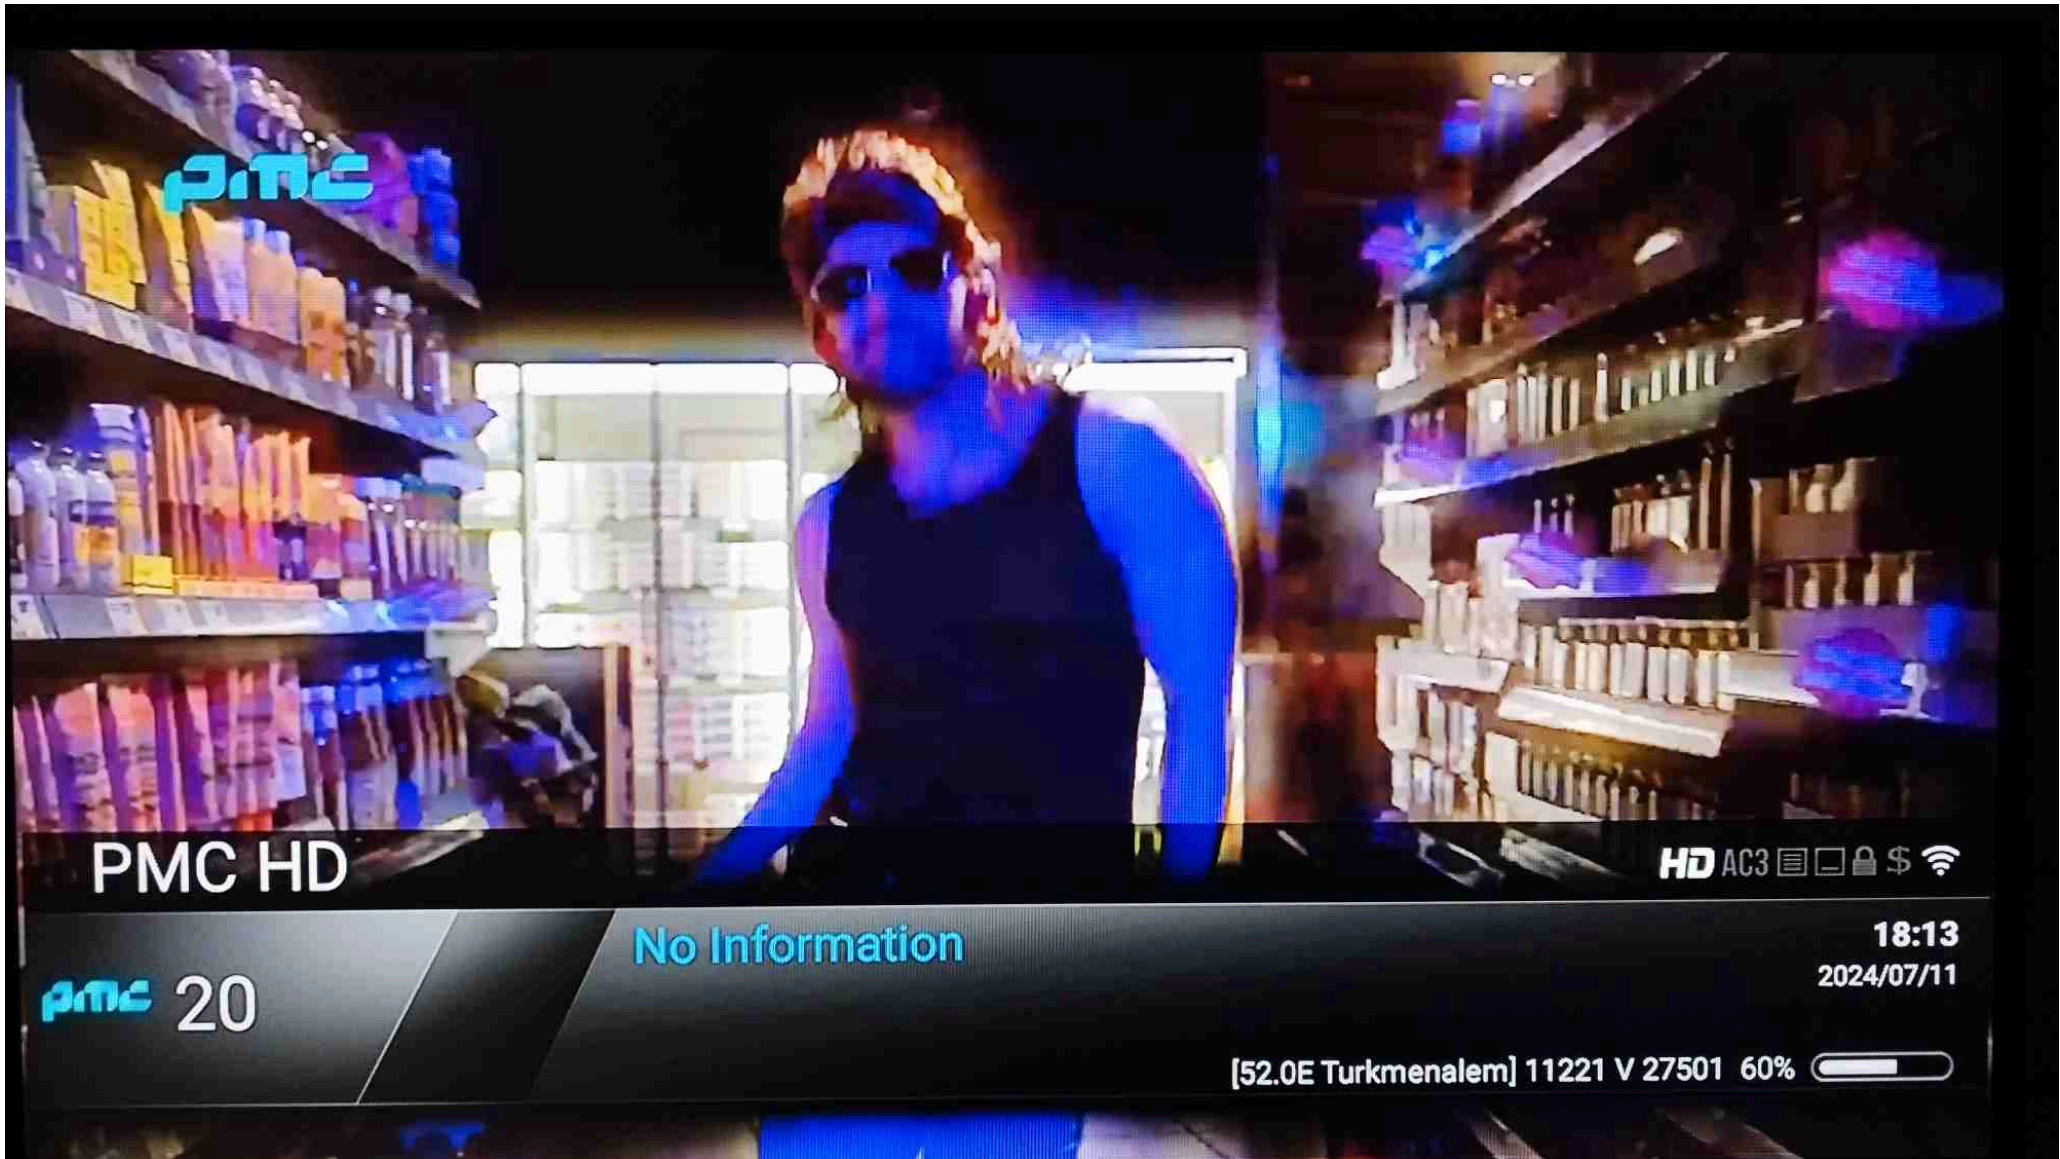 pmc
PMC HD
HD AC3 $
No Information
18:13
2024/07/11
pmc 20
[52.0E Turkmenalem] 11221 V 27501 60%